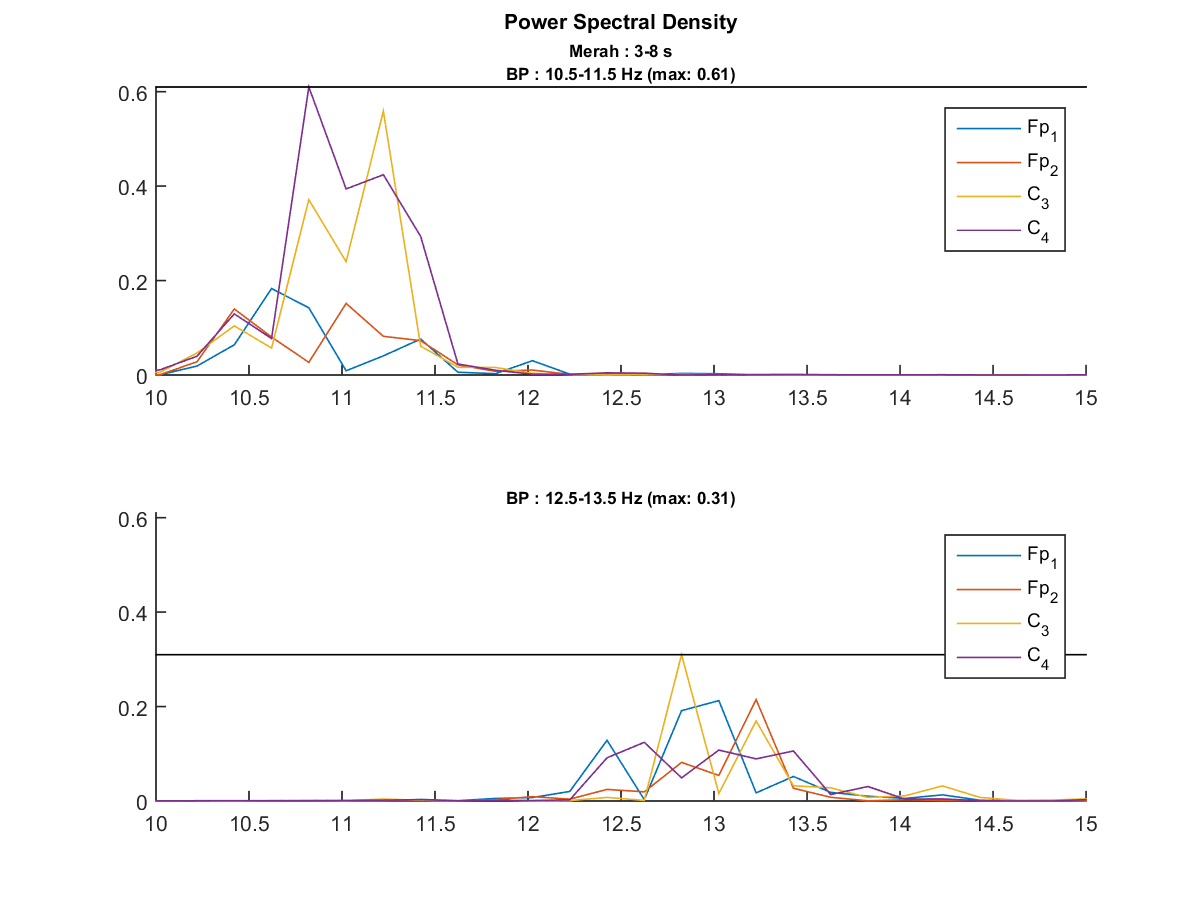 Power Spectral Density
Merah : 3-8 s
BP : 10.5-11.5 Hz (max: 0.61)
0.6
0.4
0.2
0
10 10.5 11 11.5 12 12.5 13 13.5 14 14.5 15
Fp1
Fp2
C3
C4
BP : 12.5-13.5 Hz (max: 0.31)
0.6
0.4
0.2
0
10 10.5 11 11.5 12 12.5 13 13.5 14 14.5 15
Fp1
Fp2
C3
C4